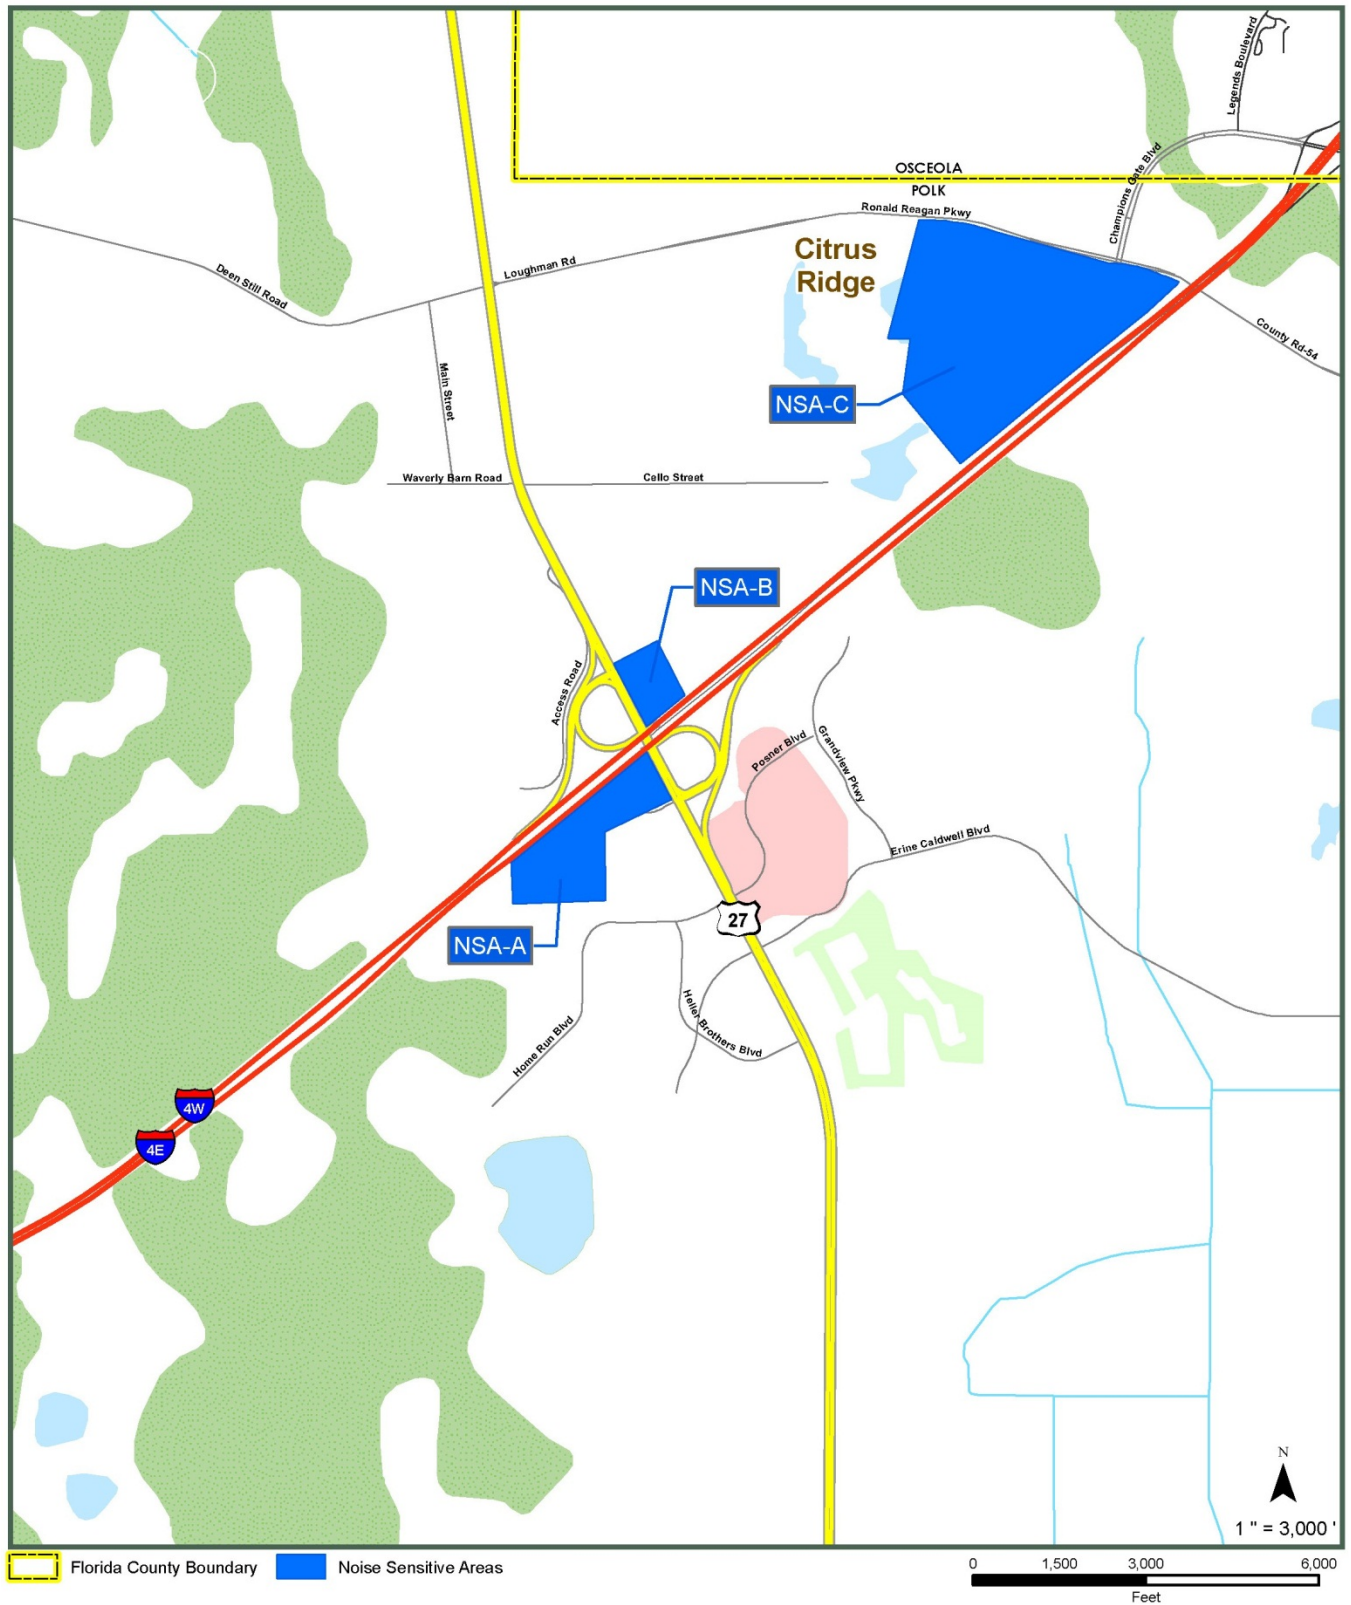 Legends Boulevard
OSCEOLA
POLK
Champions Gate Blvd
Ronald Reagan Pkwy
Citrus
Ridge
Loughman Rd
Deen Still Road
County Rd-54
Main Street
NSA-C
Waverly Barn Road
Cello Street
NSA-B
Access Road
Posner Blvd
Grandview Pkwy
Erine Caldwell Blvd
27
NSA-A
Heller Brothers Blvd
Home Run Blvd
4W
4E
N
1 " = 3,000 '
Florida County Boundary
Noise Sensitive Areas
0 1,500 3,000 6,000
Feet